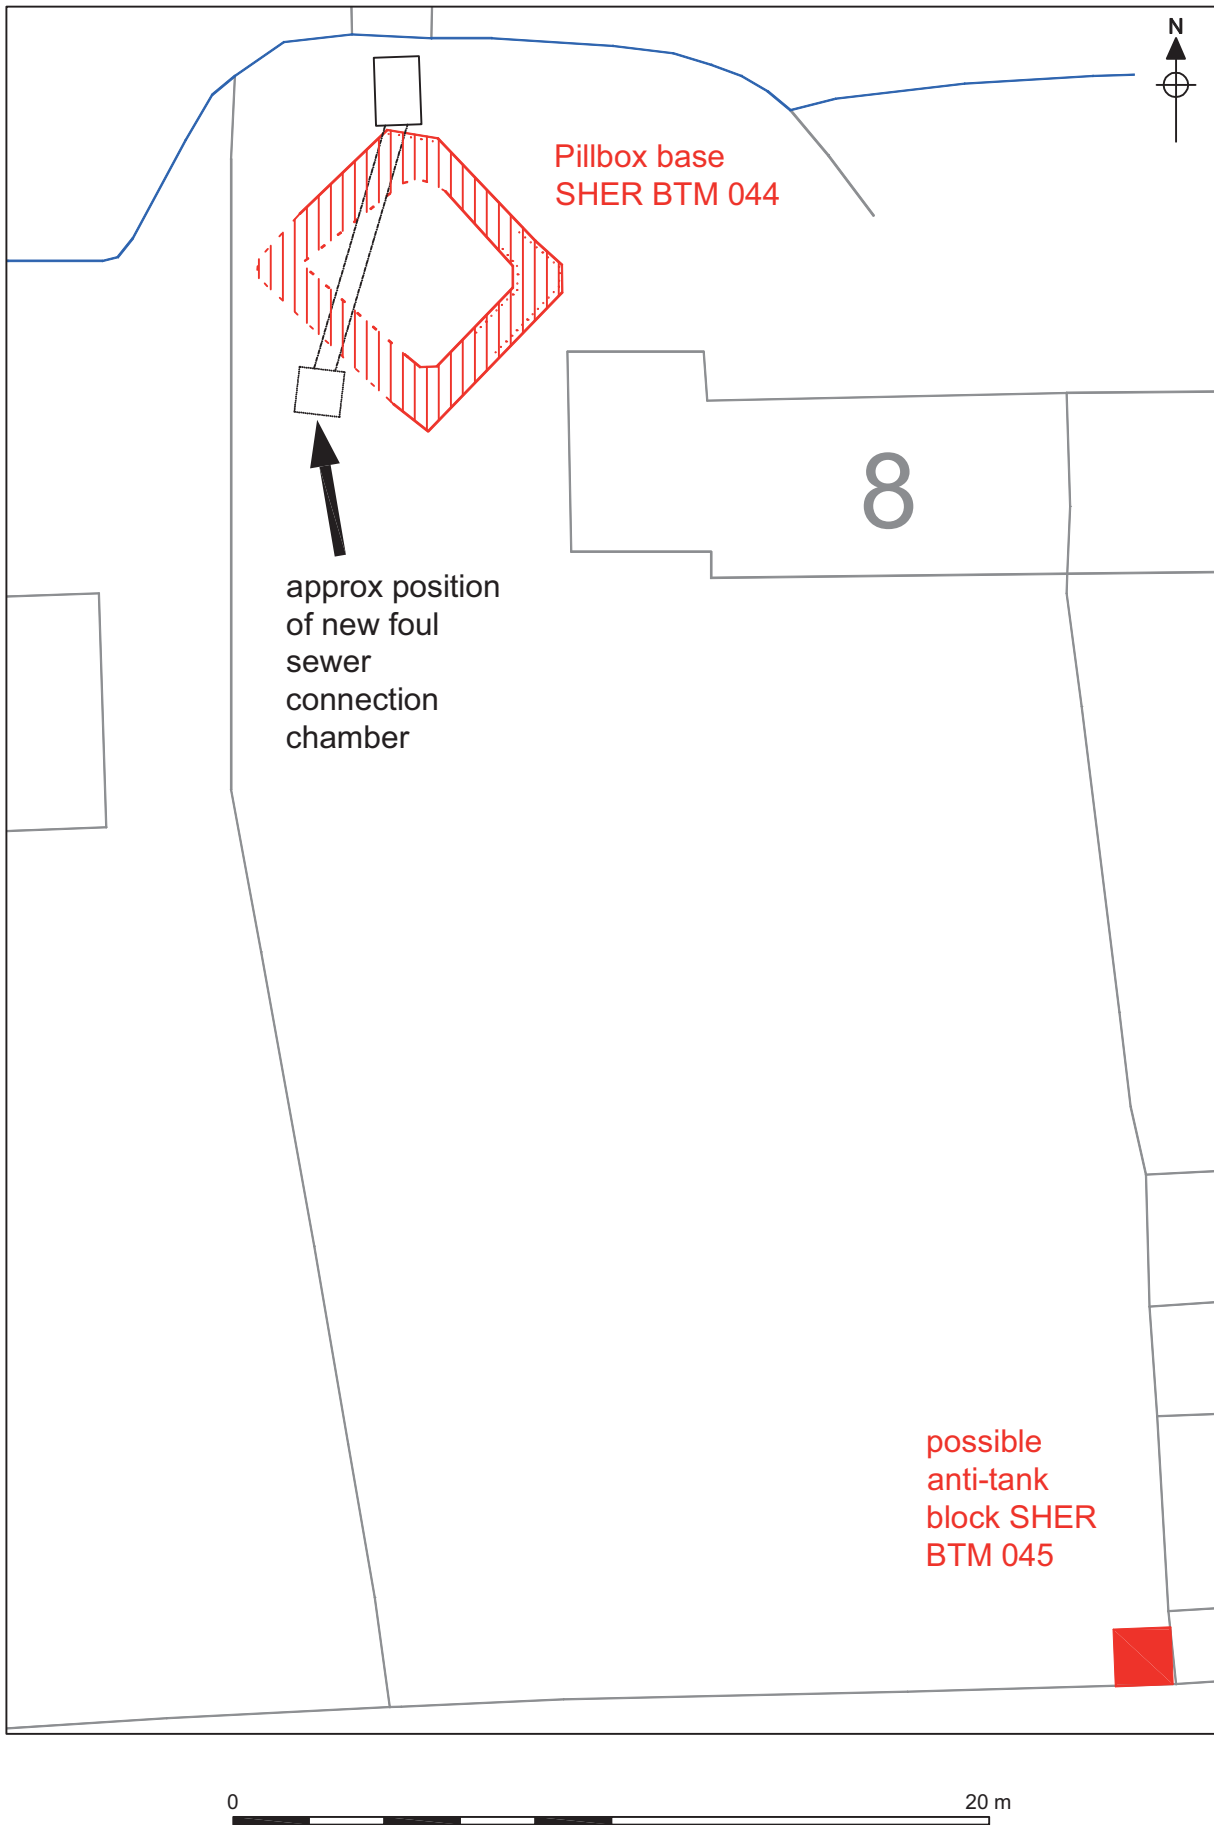 N
Pillbox base
SHER BTM 044
8
approx position
of new foul
sewer
connection
chamber
possible
anti-tank
block SHER
BTM 045
0
20 m